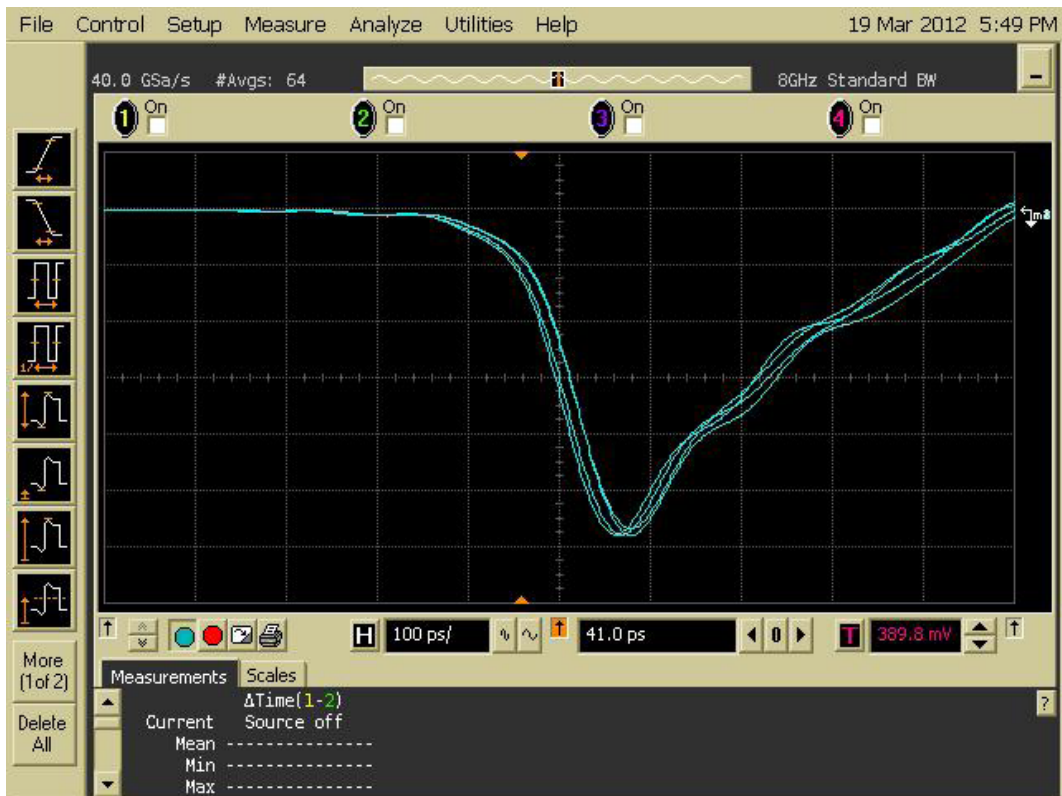 File Control Setup Measure Analyze Utilities Help 19 Mar 2012 5:49 PM
40.0 GSa/s #Avgs: 64 8GHz Standard BW
1 On 2 On 3 On 4 On
H 100 ps/ 41.0 ps 0 T 389.8 mV
More
(1of 2)
Delete
All
Measurements Scales
ΔTime(1-2) ?
Current Source off
Mean ---------------
Min ---------------
Max ---------------